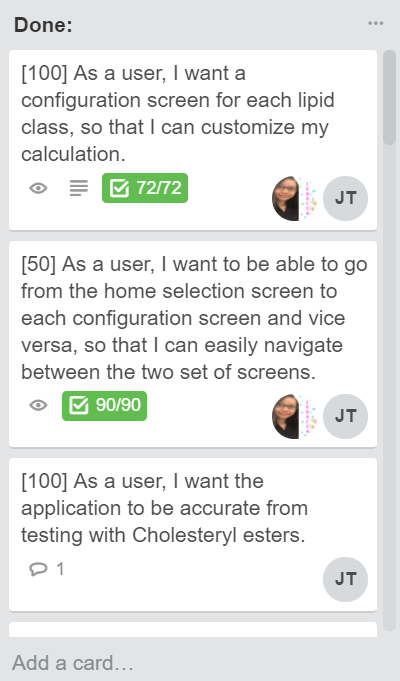 Done:
[100] As a user, I want a
configuration screen for each lipid
class, so that I can customize my
calculation.
72/72
JT
[50] As a user, I want to be able to go
from the home selection screen to
each configuration screen and vice
versa, so that I can easily navigate
between the two set of screens.
90/90
JT
[100] As a user, I want the
application to be accurate from
testing with Cholesteryl esters.
1
JT
Add a card…